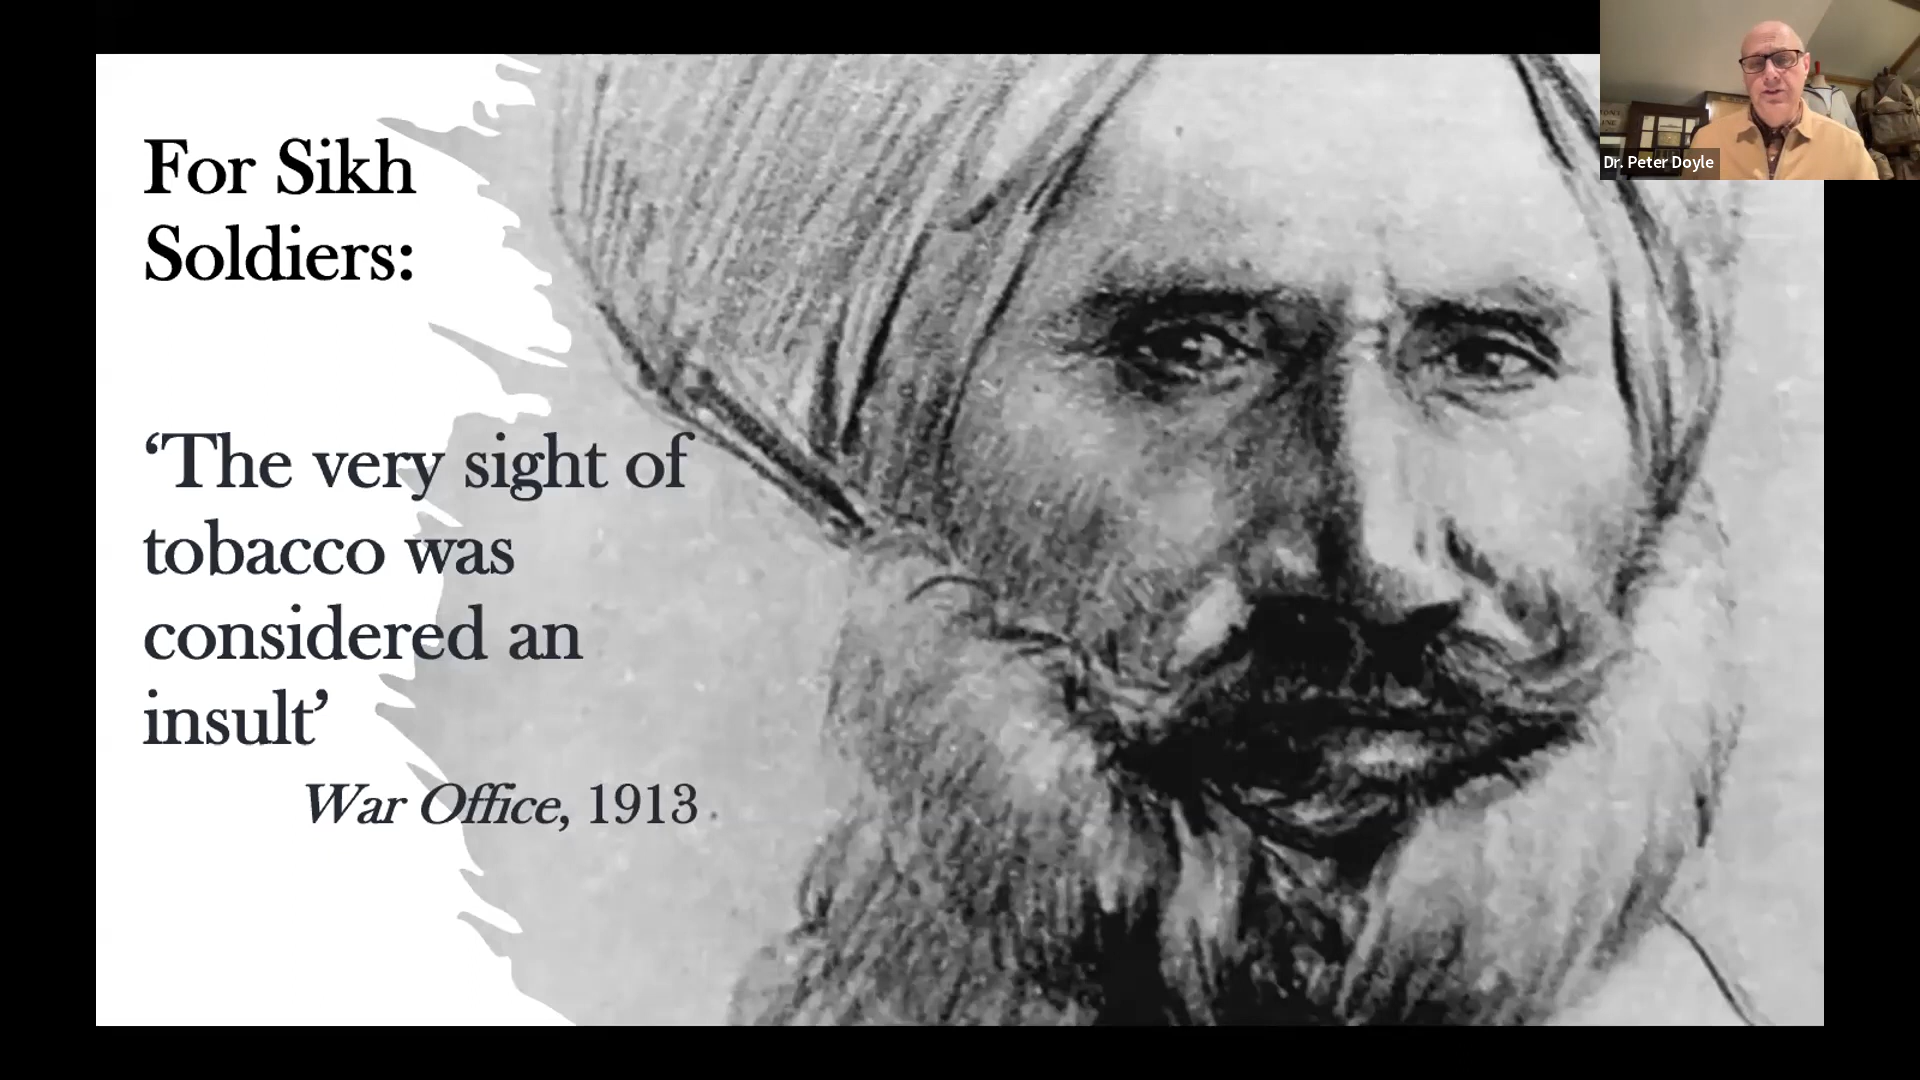 For Sikh
Soldiers:
‘The very sight of
tobacco was
considered an
insult’
War Office, 1913
Dr. Peter Doyle